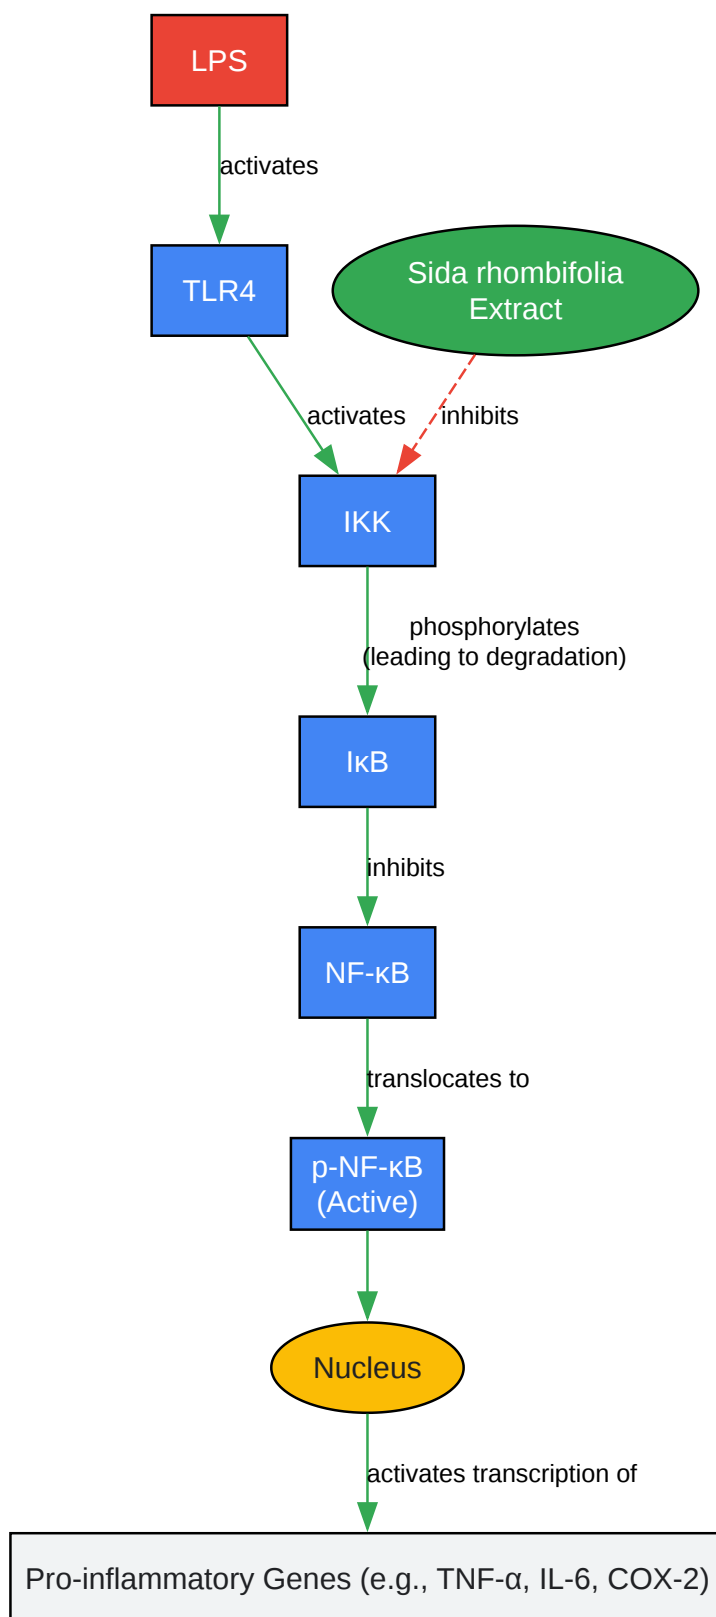 LPS
activates
TLR4
Sida rhombifolia
Extract
activates
inhibits
IKK
phosphorylates
(leading to degradation)
IκB
inhibits
NF-κB
translocates to
p-NF-κB
(Active)
Nucleus
activates transcription of
Pro-inflammatory Genes (e.g., TNF-α, IL-6, COX-2)